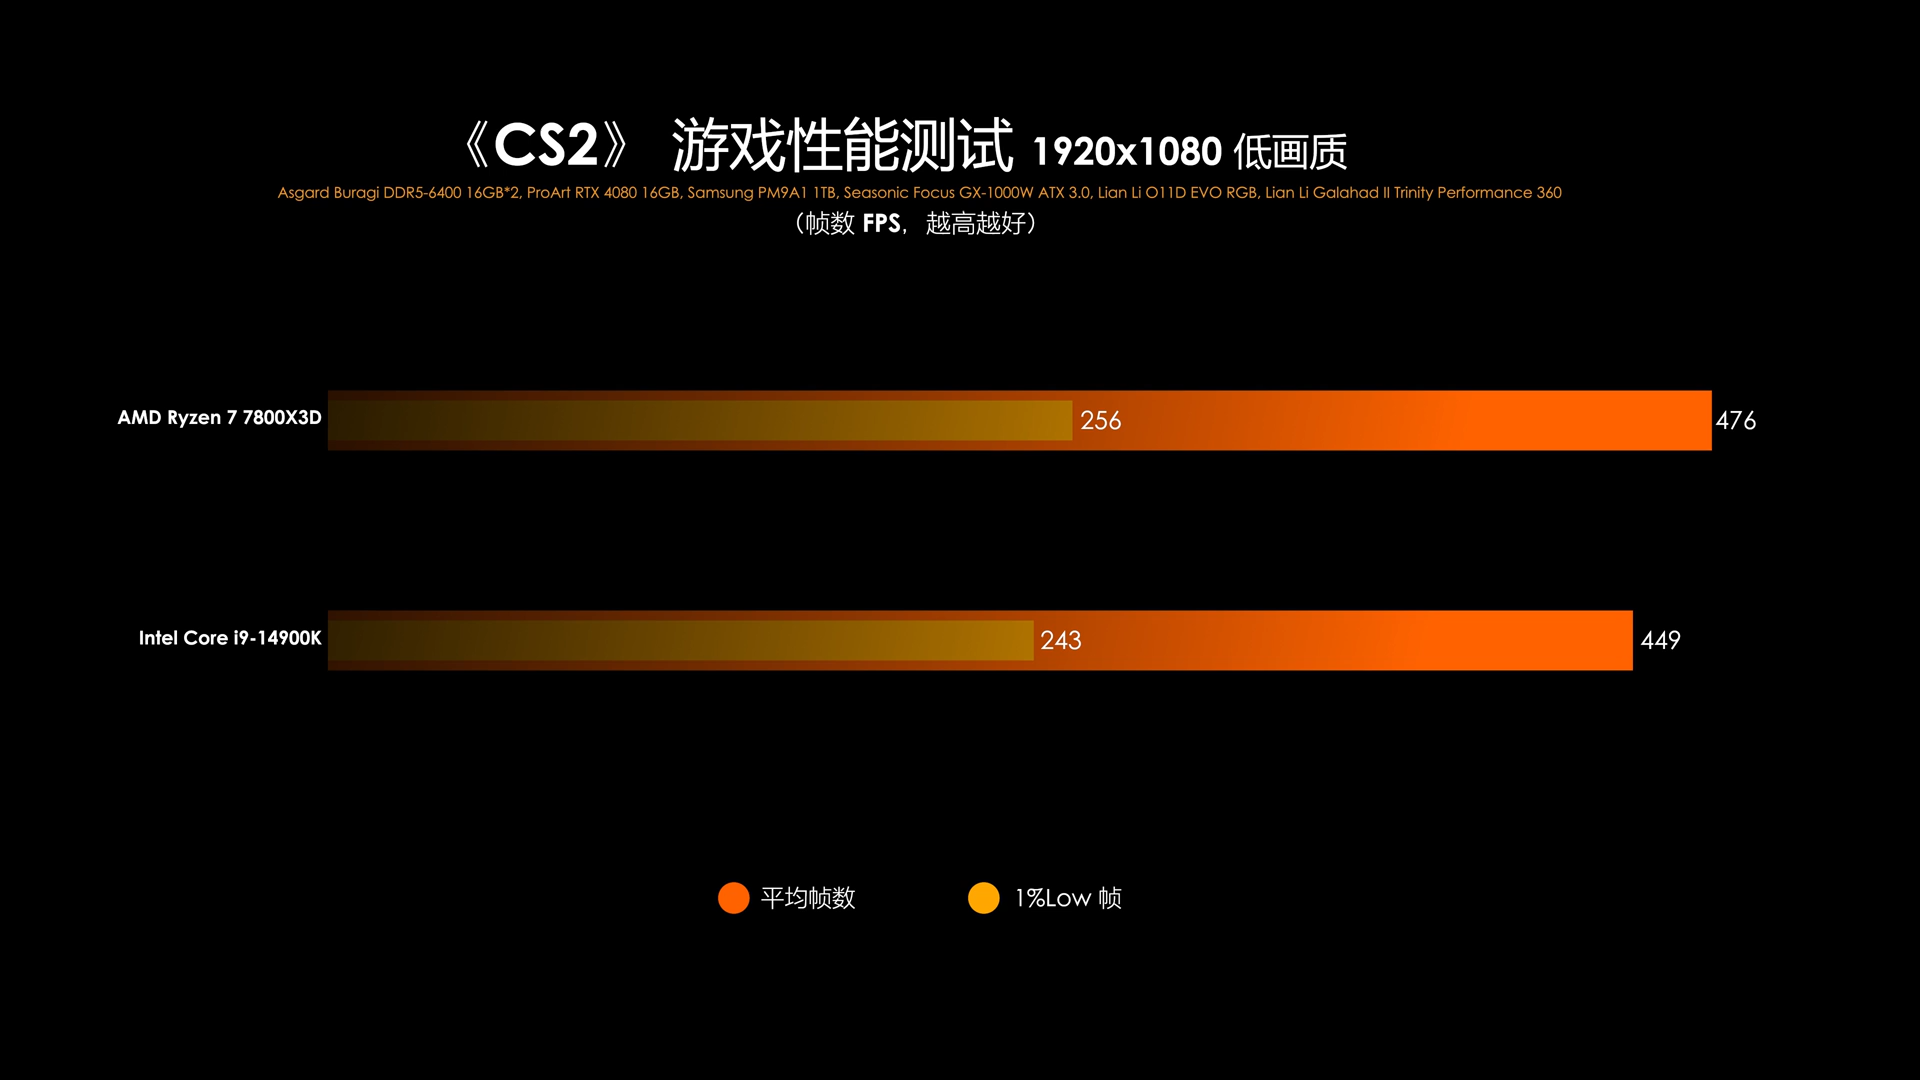 《CS2》 游戏性能测试 1920x1080 低画质
Asgard Buragi DDR5-6400 16GB*2, ProArt RTX 4080 16GB, Samsung PM9A1 1TB, Seasonic Focus GX-1000W ATX 3.0, Lian Li O11D EVO RGB, Lian Li Galahad II Trinity Performance 360
（帧数 FPS，越高越好）
AMD Ryzen 7 7800X3D 256 476
Intel Core i9-14900K 243 449
平均帧数 1%Low 帧